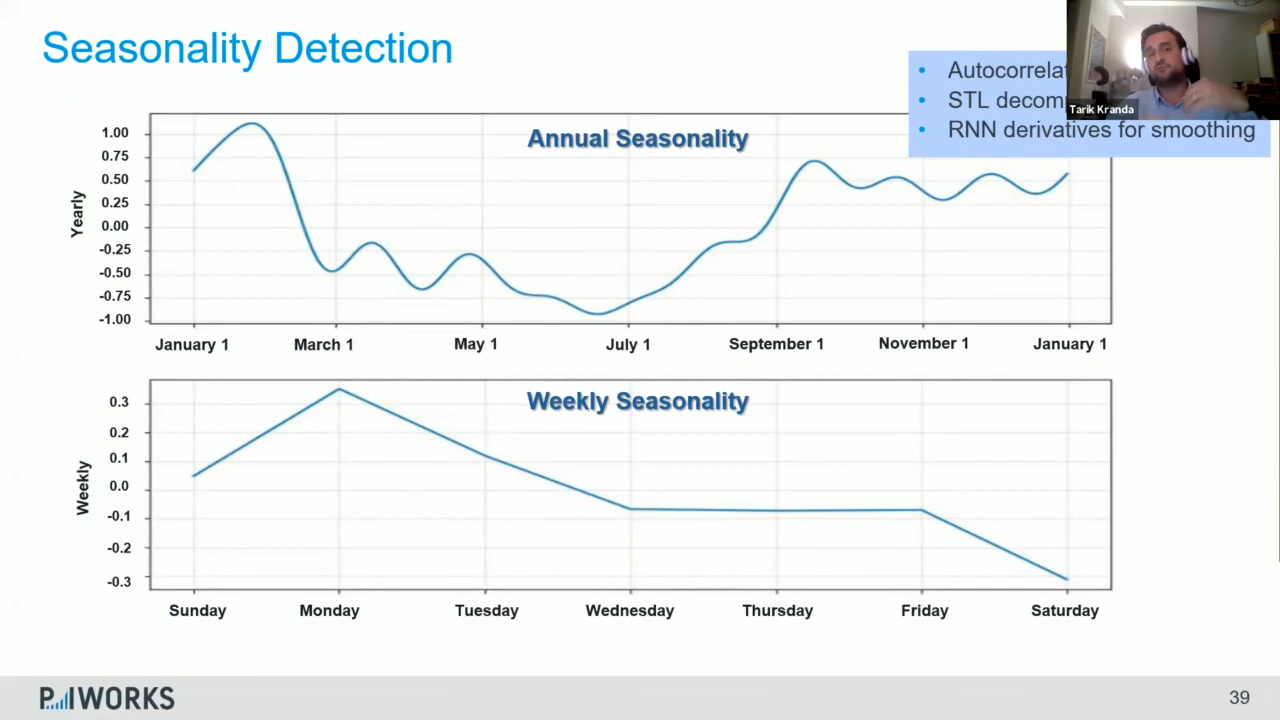 Seasonality Detection
• Autocorrelat
• STL decom
• RNN derivatives for smoothing
Tarik Kranda
Annual Seasonality
Yearly
1.00
0.75
0.50
0.25
0.00
-0.25
-0.50
-0.75
-1.00
January 1 March 1 May 1 July 1 September 1 November 1 January 1
Weekly Seasonality
Weekly
0.3
0.2
0.1
0.0
-0.1
-0.2
-0.3
Sunday Monday Tuesday Wednesday Thursday Friday Saturday
P.I WORKS
39